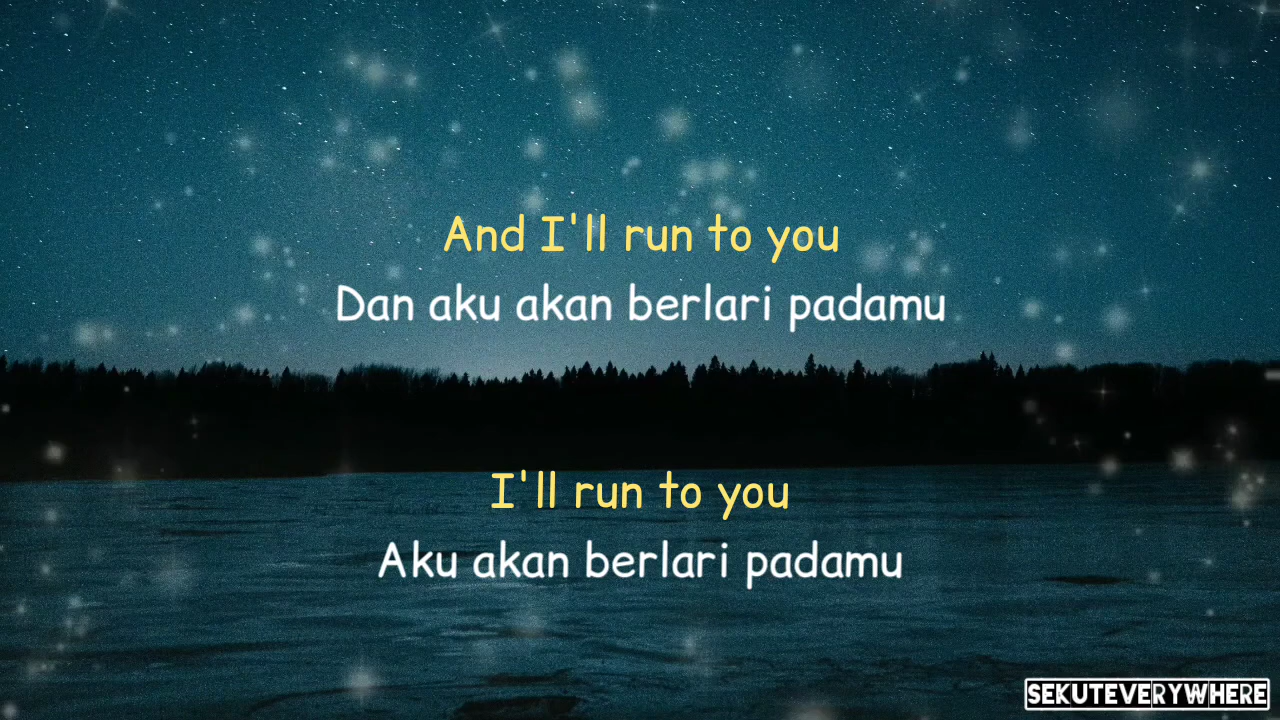 And I'll run to you
Dan aku akan berlari padamu
I'll run to you
Aku akan berlari padamu
SEKUTEVERYWHERE